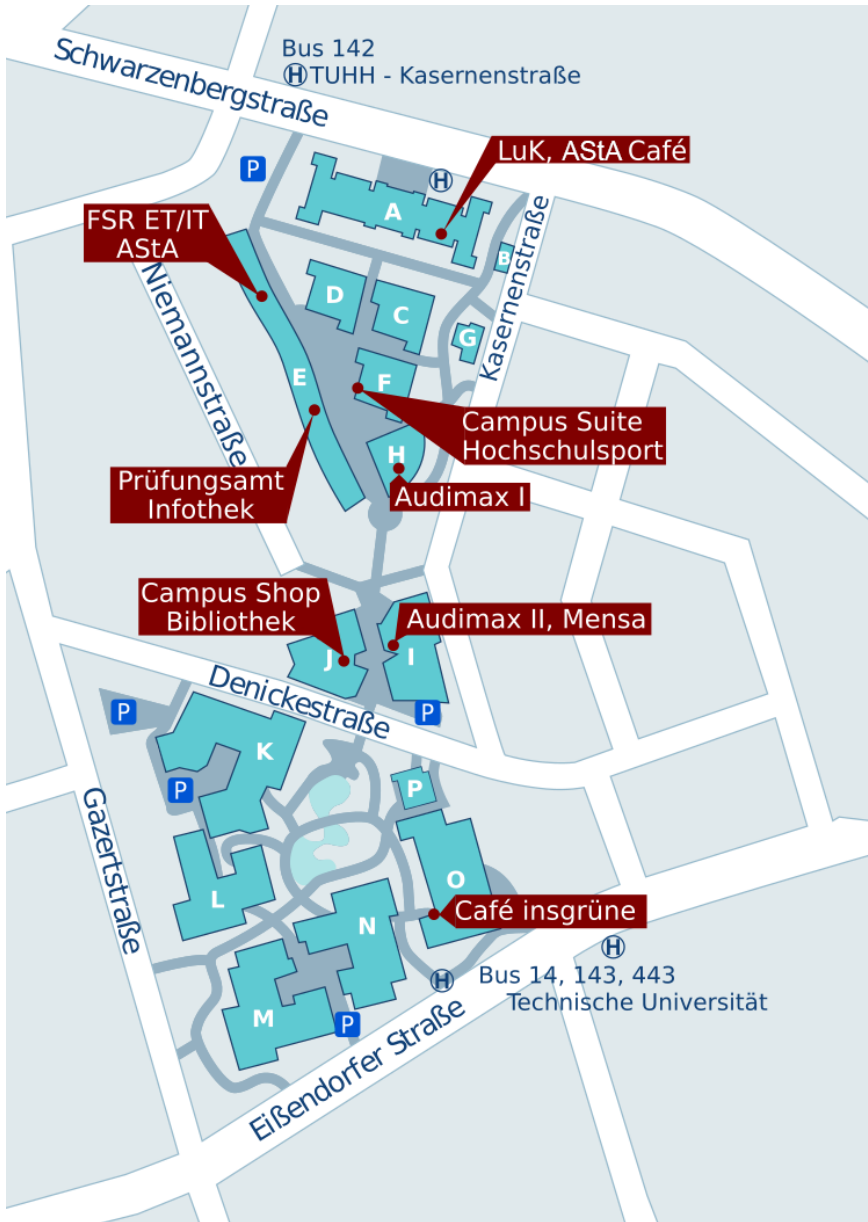 Bus 142
H TUHH - Kasernenstraße
Schwarzenbergstraße
LuK, AStA Café
P
H
A
FSR ET/IT
AStA
Kasernenstraße
B
Niemannstraße
D
C
G
E
F
Campus Suite
Hochschulsport
H
Prüfungsamt
Infothek
Audimax I
Campus Shop
Bibliothek
Audimax II, Mensa
J
I
Denickestraße
P
P
K
P
P
Gazertstraße
L
O
Café insgrüne
N
H
H
Bus 14, 143, 443
Technische Universität
M
P
Eißendorfer Straße